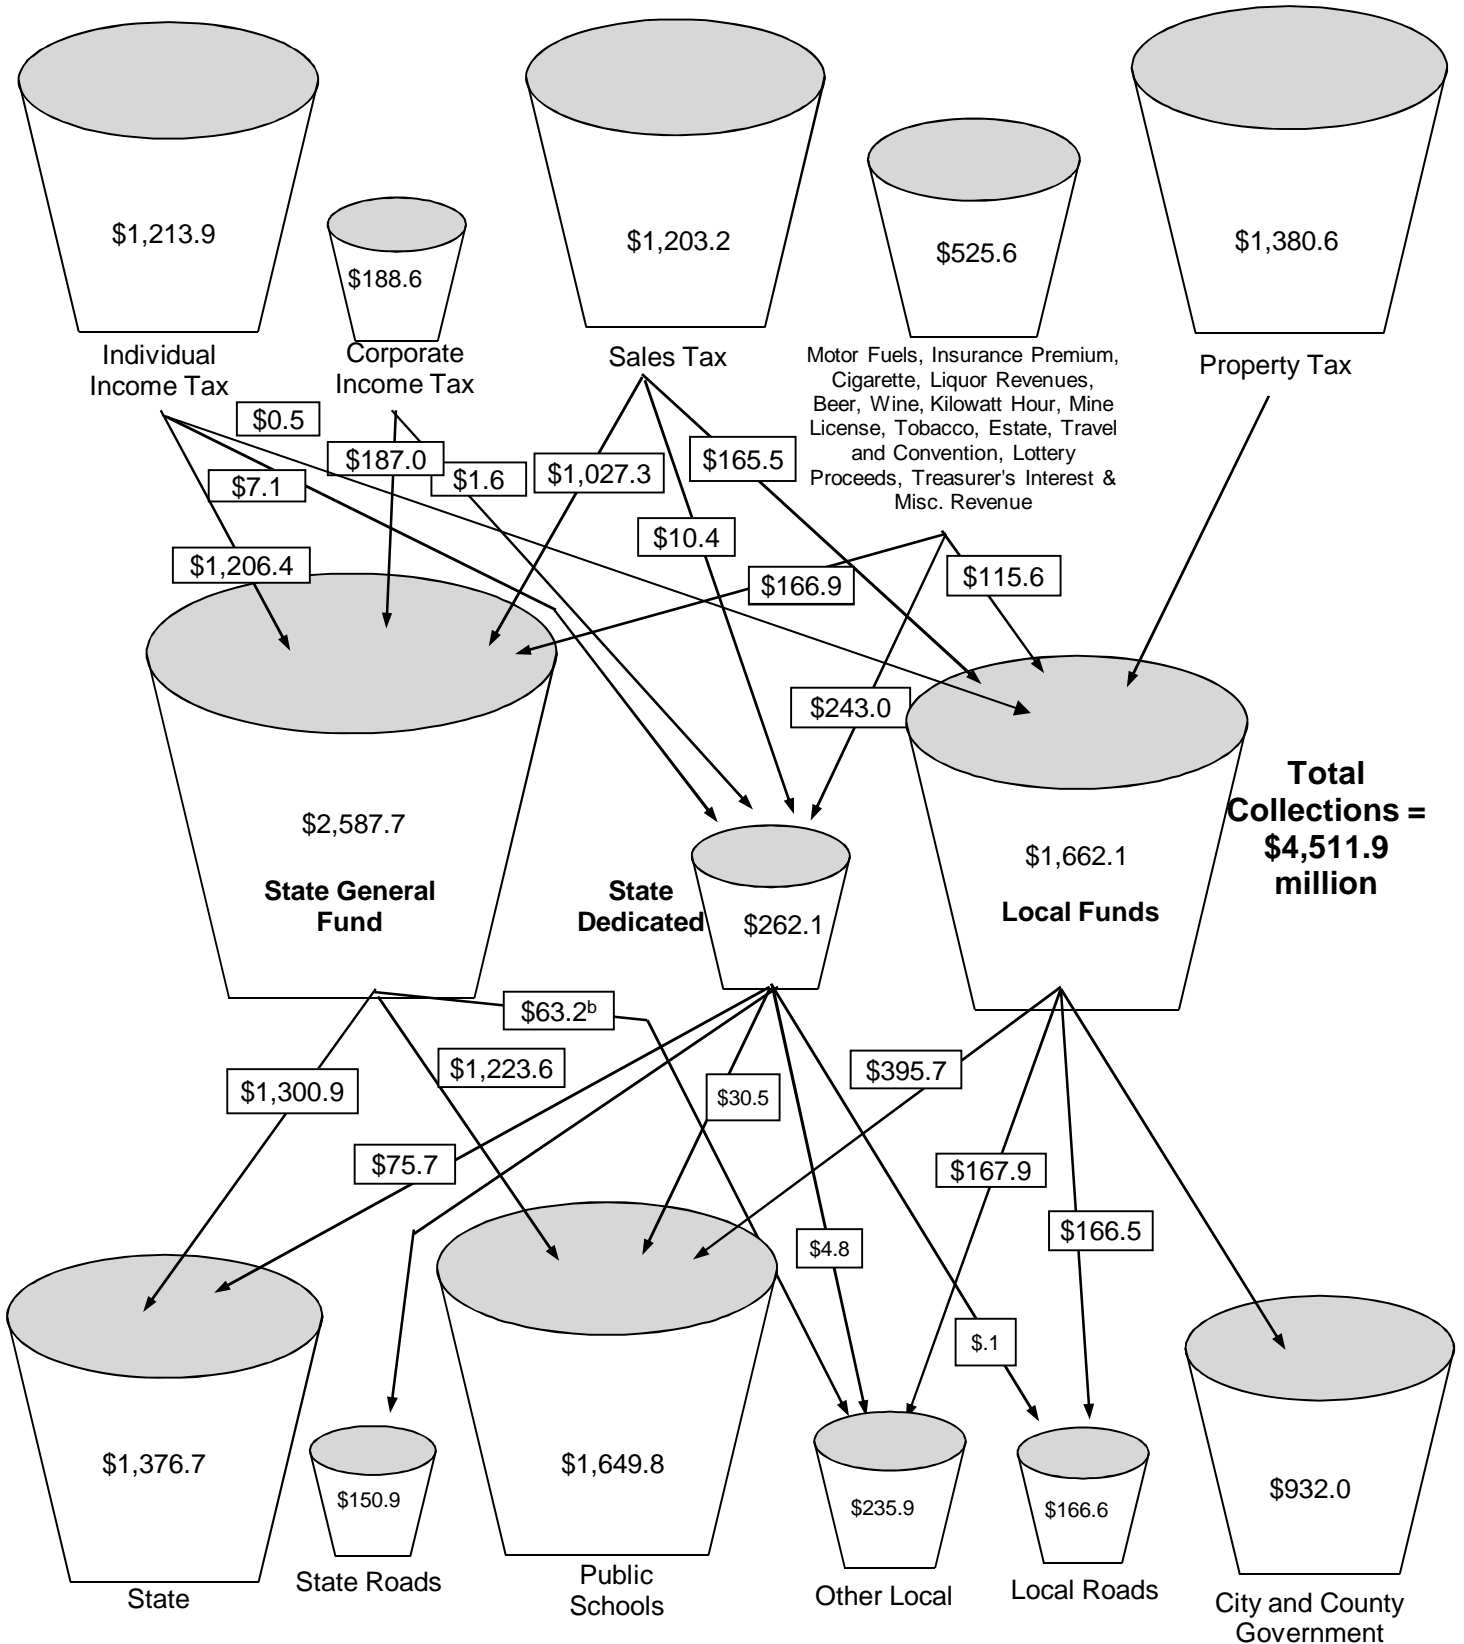 $1,213.9
$188.6
$1,203.2
$525.6
$1,380.6
Individual
Income Tax
Corporate
Income Tax
Sales Tax
Motor Fuels, Insurance Premium,
Cigarette, Liquor Revenues,
Beer, Wine, Kilowatt Hour, Mine
License, Tobacco, Estate, Travel
and Convention, Lottery
Proceeds, Treasurer's Interest &
Misc. Revenue
Property Tax
$0.5
$187.0
$7.1
$1.6
$1,027.3
$165.5
$10.4
$1,206.4
$166.9
$115.6
$243.0
$2,587.7
State General
Fund
State
Dedicated
$262.1
$1,662.1
Local Funds
Total
Collections =
$4,511.9
million
$63.2ᵇ
$1,223.6
$1,300.9
$30.5
$395.7
$75.7
$167.9
$4.8
$166.5
$.1
$1,376.7
$150.9
$1,649.8
$235.9
$166.6
$932.0
State
State Roads
Public
Schools
Other Local
Local Roads
City and County
Government